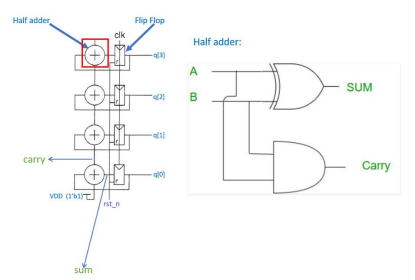 Half adder
Flip Flop
clk
Half adder:
q[3]
A
SUM
B
q[2]
q[1]
carry
Carry
q[0]
VDD (1'b1)
rst_n
sum